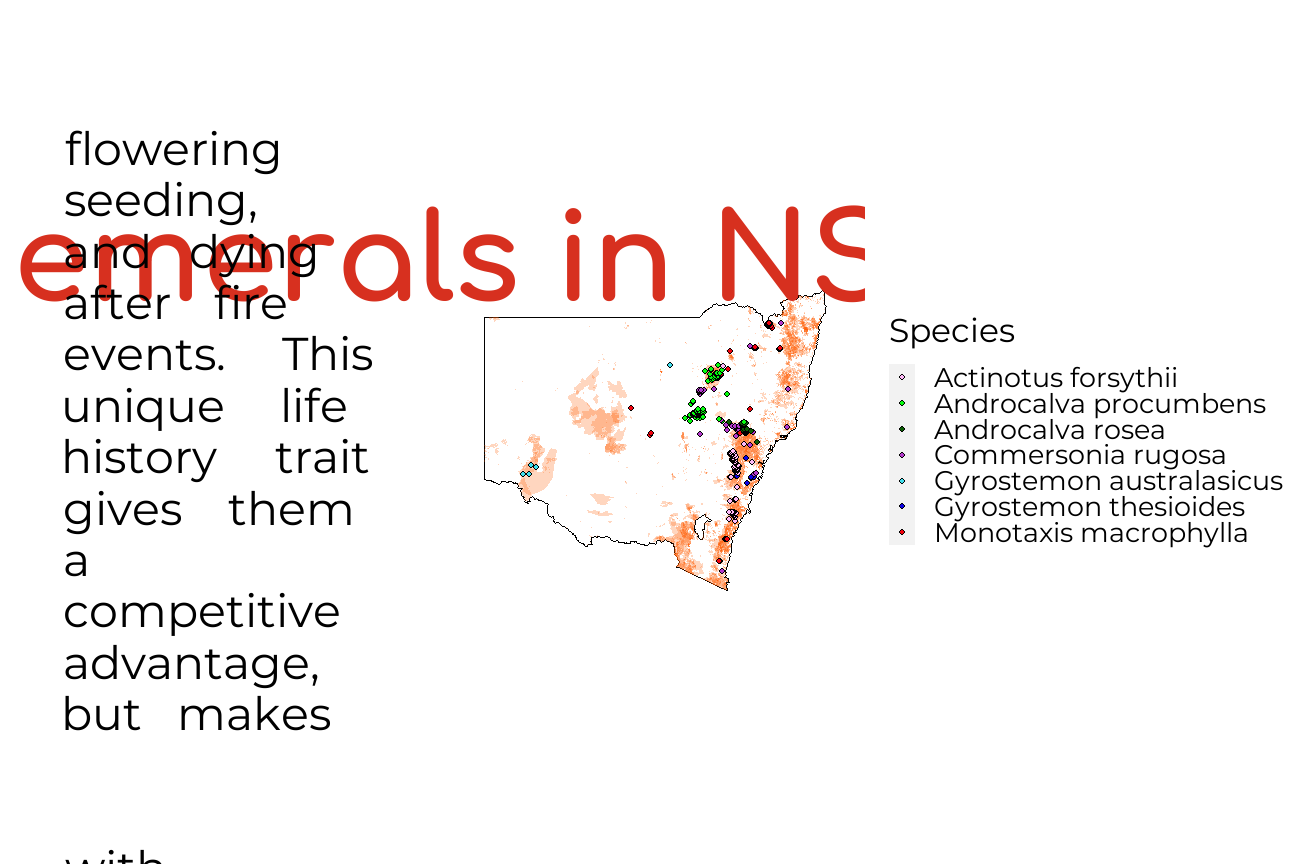 flowering
seeding,
and dying
after fire
events. This
unique life
history trait
gives them
a
competitive
advantage,
but makes
emerals in NS
Species
Actinotus forsythii
Androcalva procumbens
Androcalva rosea
Commersonia rugosa
Gyrostemon australasicus
Gyrostemon thesioides
Monotaxis macrophylla
with